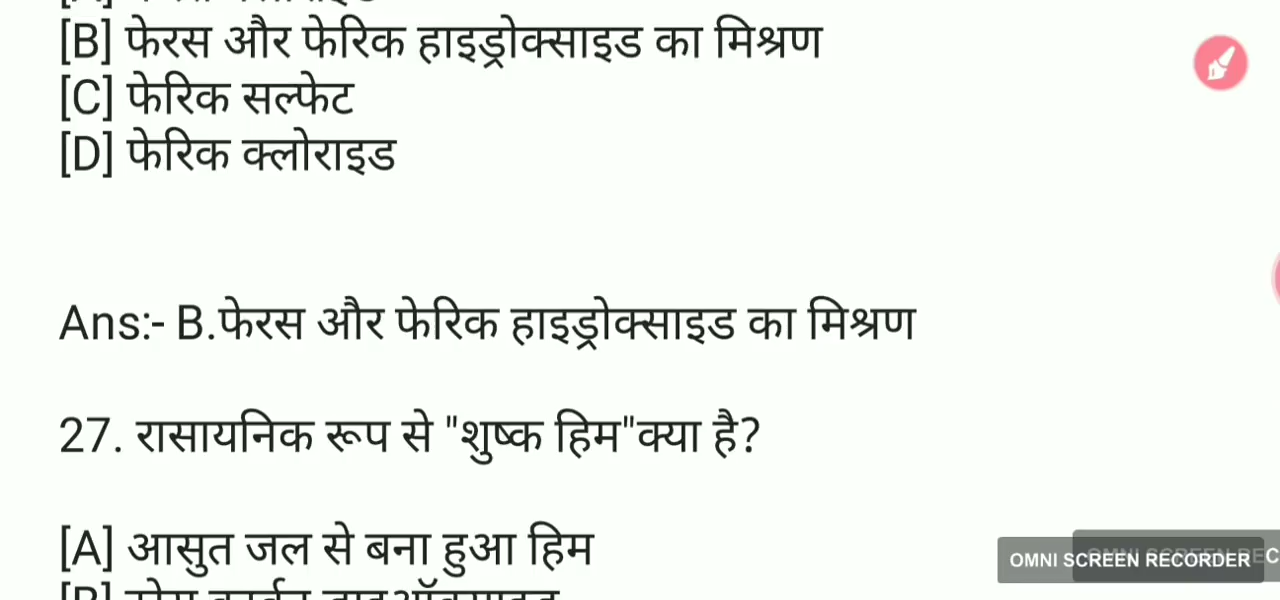 [B] फेरस और फेरिक हाइड्रोक्साइड का मिश्रण
[C] फेरिक सल्फेट
[D] फेरिक क्लोराइड
Ans:- B.फेरस और फेरिक हाइड्रोक्साइड का मिश्रण
27. रासायनिक रूप से "शुष्क हिम"क्या है?
[A] आसुत जल से बना हुआ हिम
OMNI SCREEN RECORDER